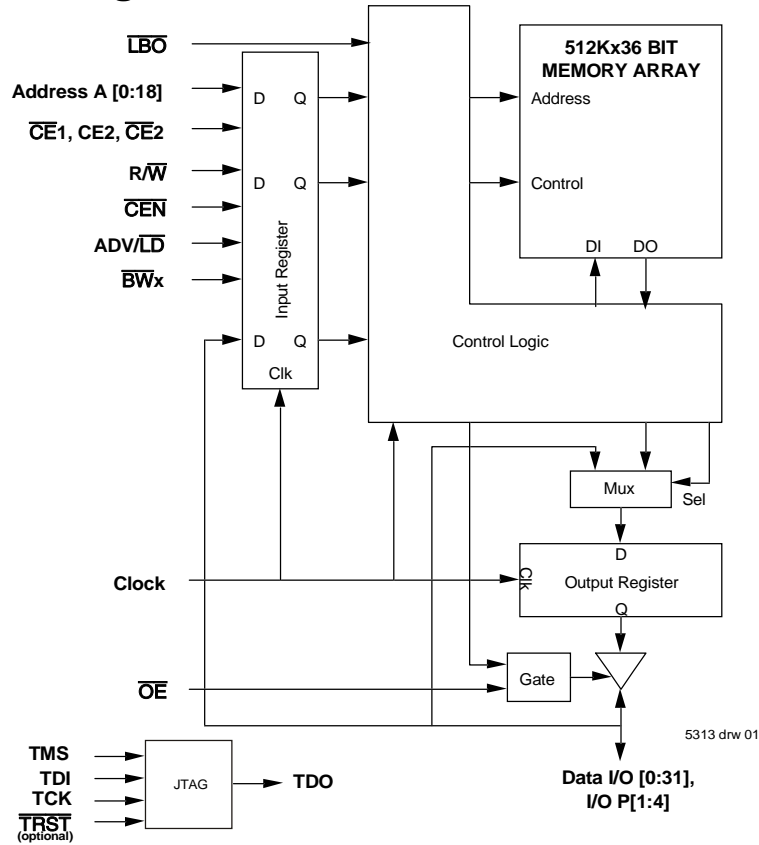 LBO
512Kx36 BIT
MEMORY ARRAY
Address A [0:18]
D Q
Address
CE1, CE2, CE2
R/W
D Q
Control
CEN
Input Register
ADV/LD
DI DO
BWx
D Q
Control Logic
Clk
Mux
Sel
D
Clock
Clk
Output Register
Q
OE
Gate
5313 drw 01
TMS
TDI
JTAG
TDO
Data I/O [0:31],
I/O P[1:4]
TCK
TRST
(optional)